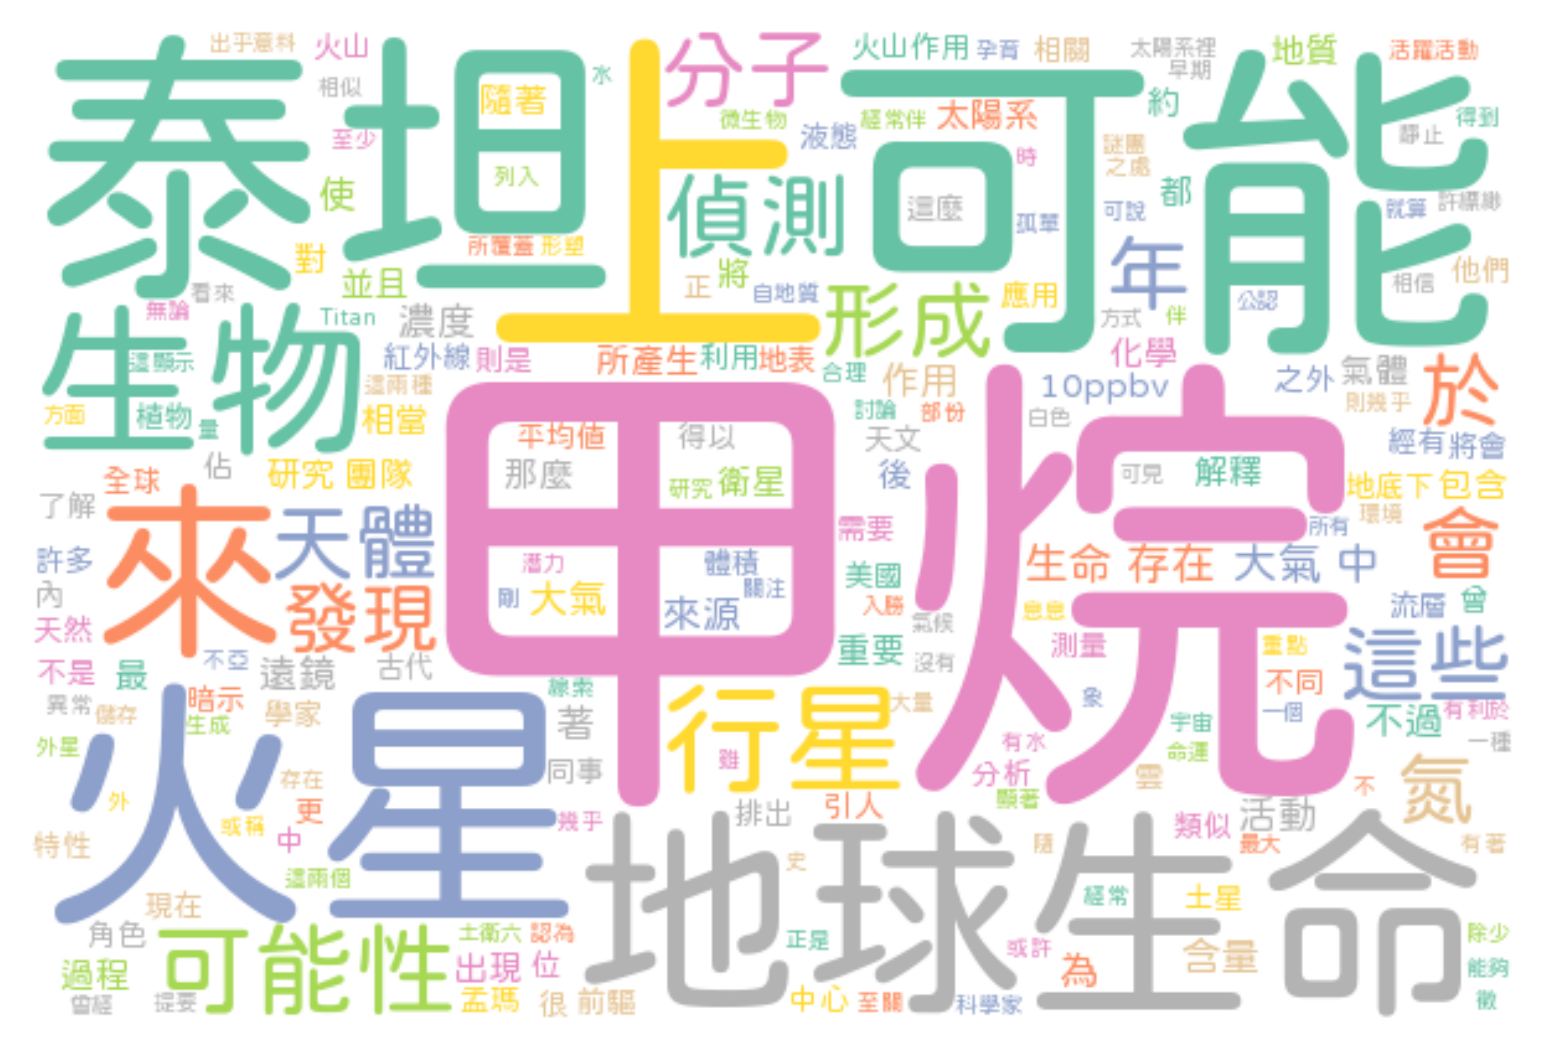 出乎意料
火山
分子
火山作用
孕育
相關
太陽系裡
早期
地質
活躍活動
泰坦
上
可能
相似
水
隨著
至少
微生物
經常伴
太陽系
約
得到
靜止
液態
謎團
之處
時
列入
使
偵測
這麼
孤單
可說
都
就算
許縹緲
對
所覆蓋
形塑
並且
正
將
自地質
年
公認
相信
他們
看來
無論
Titan
濃度
形成
應用
方式
伴
生物
這顯示
紅外線
則是
所產生
利用
地表
合理
化學
氣體
於
這兩種
作用
10ppbv
之外
則幾乎
方面
植物
量
相當
討論
部份
白色
甲烷
平均值
得以
天文
經有
將會
佔
研究
團隊
那麼
研究
衛星
後
可見
解釋
地底下
包含
全球
了解
來
天體
需要
所有
環境
會
許多
潛力
體積
關注
美國
生命
存在
大氣
中
內
發現
剛
大氣
來源
入勝
息息
流層
曾
天然
氣候
重要
測量
重點
這些
不是
最
不亞
遠鏡
古代
沒有
不同
異常
儲存
暗示
線索
大量
象
一個
有利於
生成
學家
著
行星
宇宙
不過
一種
外星
火星
雖
有水
命運
存在
同事
分析
雲
不
氮
外
更
顯著
或稱
幾乎
排出
引人
類似
活動
特性
中
地球生命
隨
最大
有著
這兩個
史
經常
土星
現在
角色
可能性
土衛六
認為
正是
或許
除少
過程
出現
位
為
含量
能夠
曾經
提要
孟瑪
很
前驅
中心
至關
科學家
徵